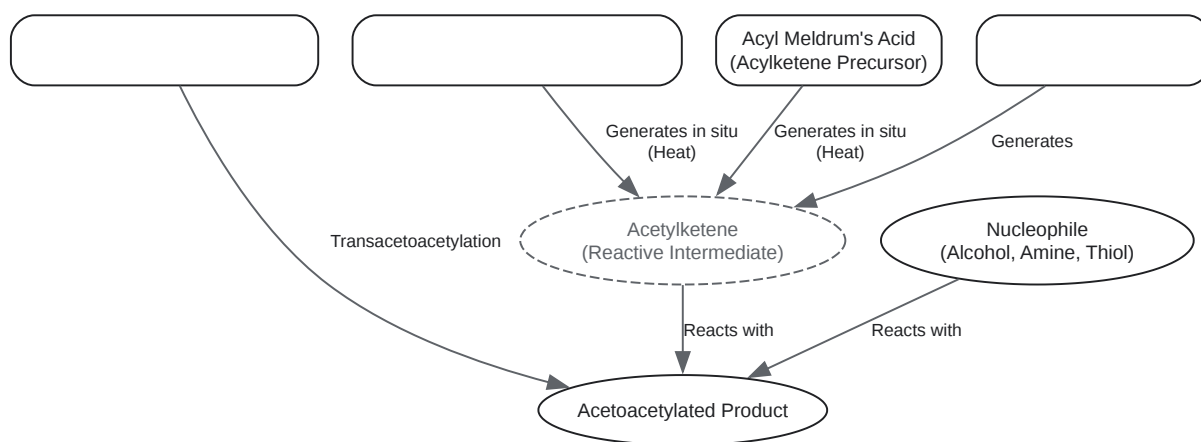 Acyl Meldrum's Acid
(Acylketene Precursor)
Generates in situ
(Heat)
Generates in situ
(Heat)
Generates
Transacetoacetylation
Acetylketene
(Reactive Intermediate)
Nucleophile
(Alcohol, Amine, Thiol)
Reacts with
Reacts with
Acetoacetylated Product